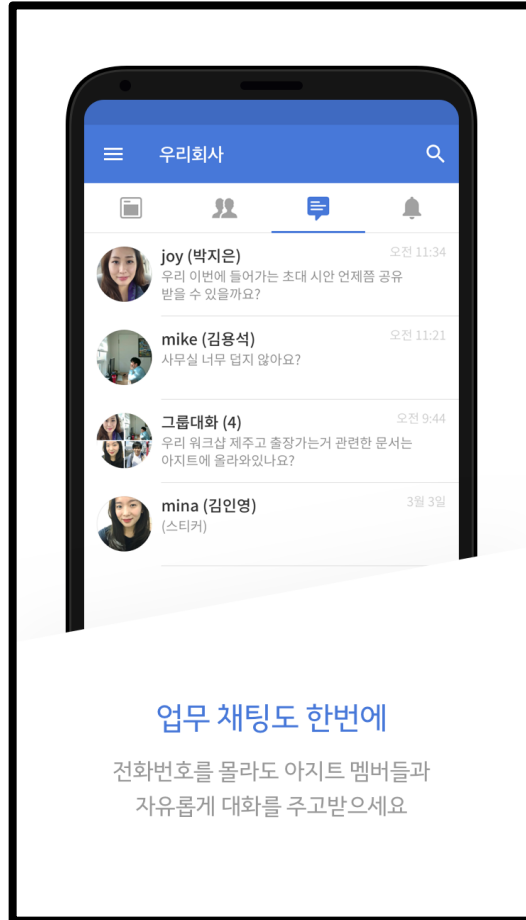 우리회사
joy (박지은)
오전 11:34
우리 이번에 들어가는 초대 시안 언제쯤 공유
받을 수 있을까요?
mike (김용석)
오전 11:21
사무실 너무 덥지 않아요?
그룹대화 (4)
오전 9:44
우리 워크샵 제주고 출장가는거 관련한 문서는
아지트에 올라와있나요?
mina (김인영)
3월 3일
(스티커)
업무 채팅도 한번에
전화번호를 몰라도 아지트 멤버들과
자유롭게 대화를 주고받으세요